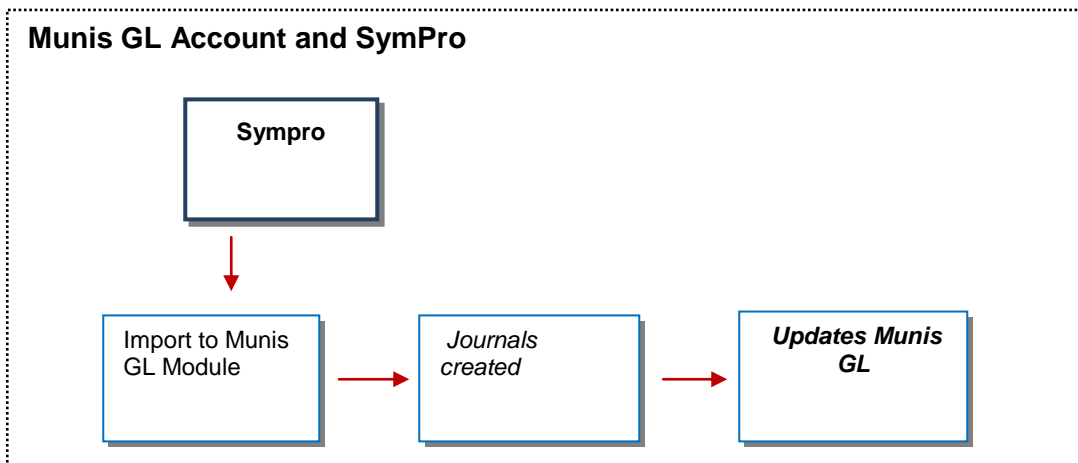 Munis GL Account and SymPro
Sympro
Import to Munis
GL Module
Journals
created
Updates Munis
GL